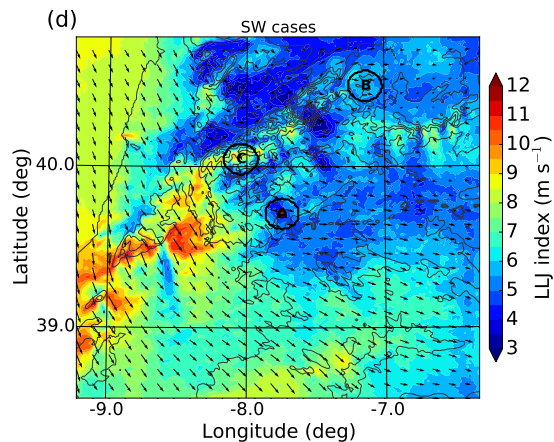 (d)
SW cases
B
40.0
C
A
39.0
Latitude (deg)
-9.0
-8.0
-7.0
Longitude (deg)
12
11
10
9
8
7
6
5
4
3
LLJ index (m s⁻¹)